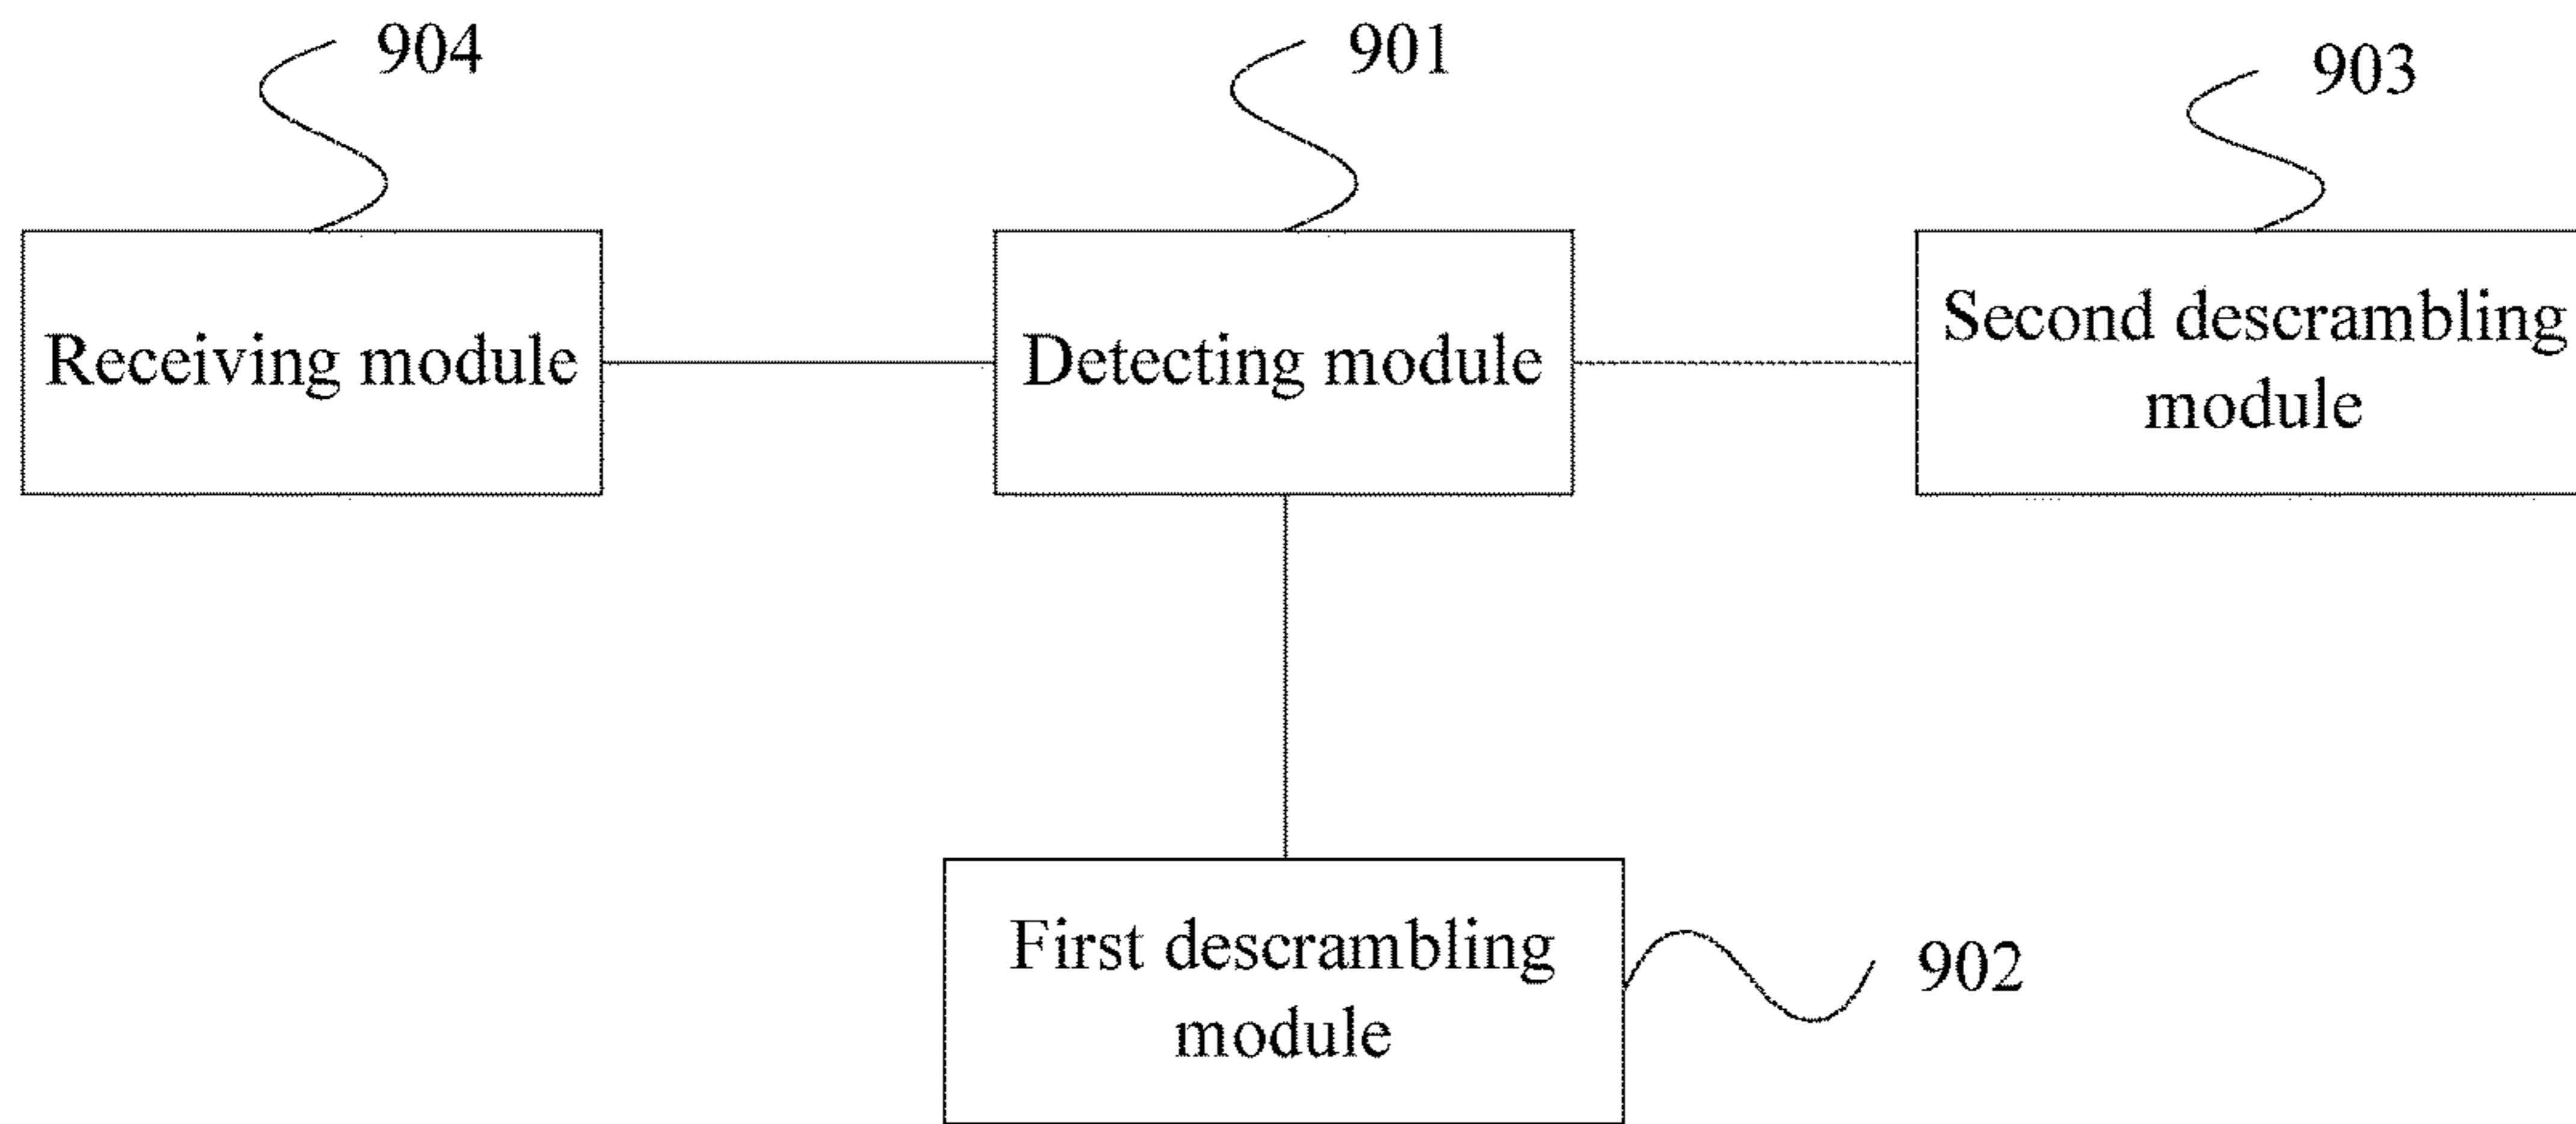 904
901
903
Receiving module
Detecting module
Second descrambling
module
First descrambling
module
902